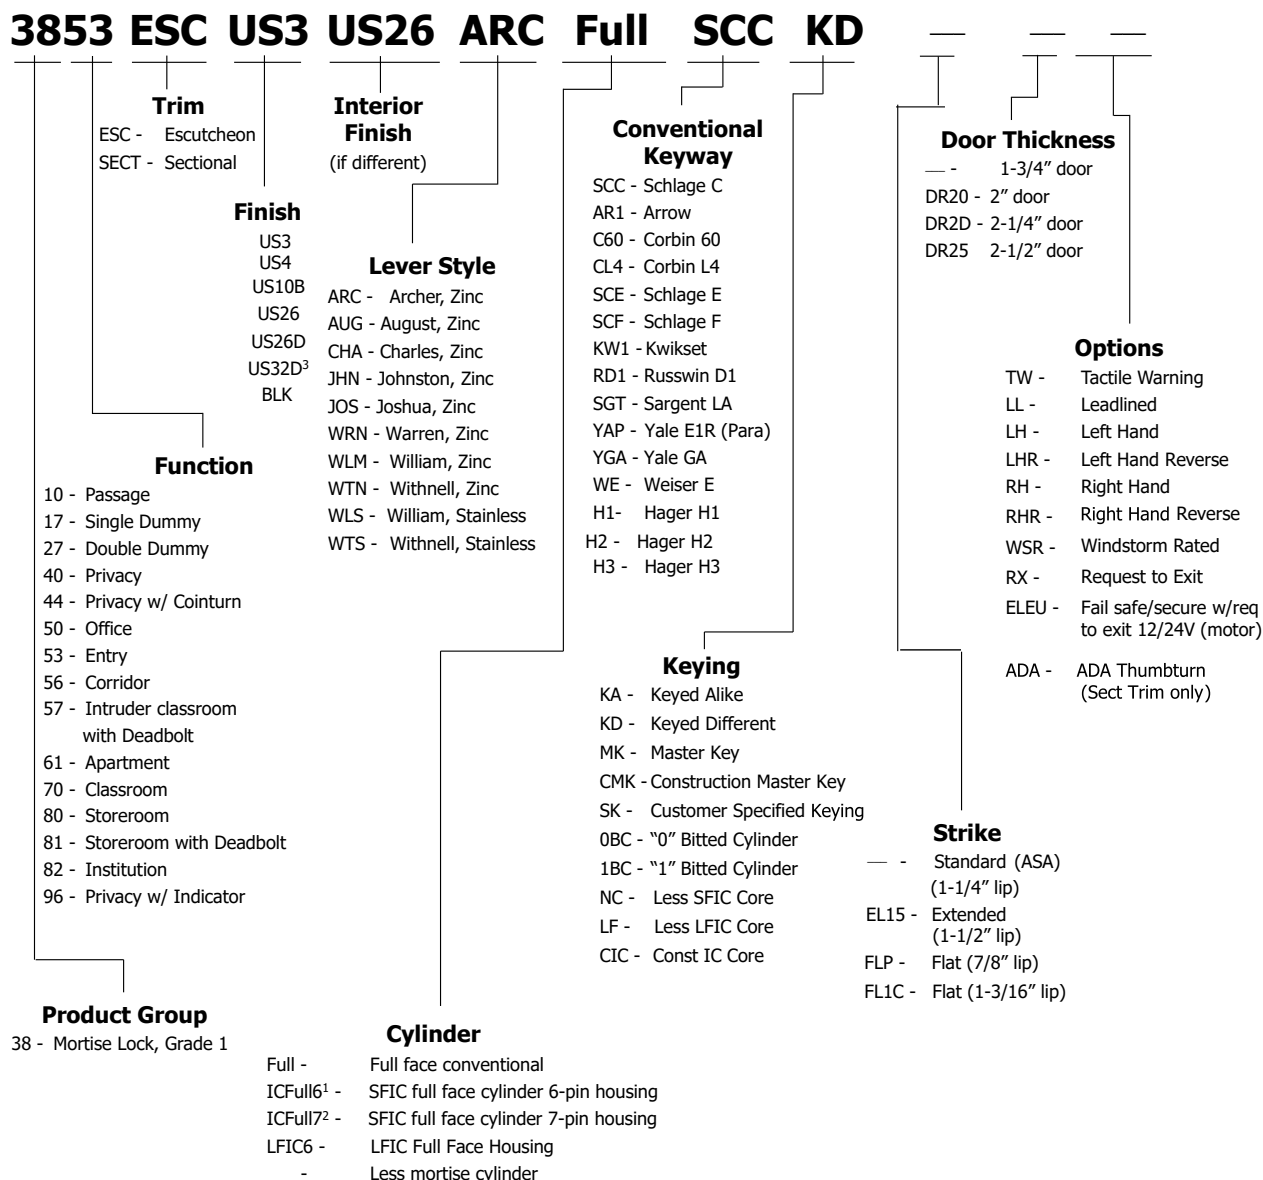 3853 ESC US3 US26 ARC Full SCC KD — — —
Trim
ESC - Escutcheon
SECT - Sectional
Finish
US3
US4
US10B
US26
US26D
US32D³
BLK
Interior
Finish
(if different)
Lever Style
ARC - Archer, Zinc
AUG - August, Zinc
CHA - Charles, Zinc
JHN - Johnston, Zinc
JOS - Joshua, Zinc
WRN - Warren, Zinc
WLM - William, Zinc
WTN - Withnell, Zinc
WLS - William, Stainless
WTS - Withnell, Stainless
Conventional
Keyway
SCC - Schlage C
AR1 - Arrow
C60 - Corbin 60
CL4 - Corbin L4
SCE - Schlage E
SCF - Schlage F
KW1 - Kwikset
RD1 - Russwin D1
SGT - Sargent LA
YAP - Yale E1R (Para)
YGA - Yale GA
WE - Weiser E
H1- Hager H1
H2 - Hager H2
H3 - Hager H3
Door Thickness
— - 1-3/4″ door
DR20 - 2″ door
DR2D - 2-1/4″ door
DR25 2-1/2″ door
Options
TW - Tactile Warning
LL - Leadlined
LH - Left Hand
LHR - Left Hand Reverse
RH - Right Hand
RHR - Right Hand Reverse
WSR - Windstorm Rated
RX - Request to Exit
ELEU - Fail safe/secure w/req
to exit 12/24V (motor)
ADA - ADA Thumbturn
(Sect Trim only)
Function
10 - Passage
17 - Single Dummy
27 - Double Dummy
40 - Privacy
44 - Privacy w/ Cointurn
50 - Office
53 - Entry
56 - Corridor
57 - Intruder classroom
with Deadbolt
61 - Apartment
70 - Classroom
80 - Storeroom
81 - Storeroom with Deadbolt
82 - Institution
96 - Privacy w/ Indicator
Keying
KA - Keyed Alike
KD - Keyed Different
MK - Master Key
CMK - Construction Master Key
SK - Customer Specified Keying
0BC - “0” Bitted Cylinder
1BC - “1” Bitted Cylinder
NC - Less SFIC Core
LF - Less LFIC Core
CIC - Const IC Core
Strike
— - Standard (ASA)
(1-1/4″ lip)
EL15 - Extended
(1-1/2″ lip)
FLP - Flat (7/8″ lip)
FL1C - Flat (1-3/16″ lip)
Product Group
38 - Mortise Lock, Grade 1
Cylinder
Full - Full face conventional
ICFull6¹ - SFIC full face cylinder 6-pin housing
ICFull7² - SFIC full face cylinder 7-pin housing
LFIC6 - LFIC Full Face Housing
- Less mortise cylinder